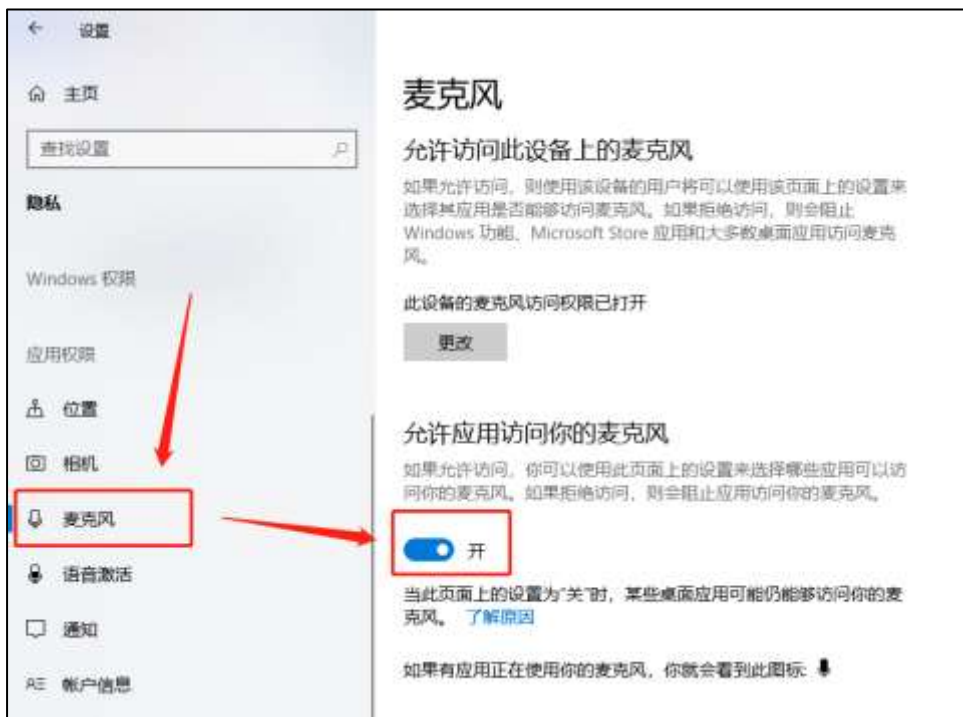 设置
主页
查找设置
隐私
Windows 权限
应用权限
位置
相机
麦克风
语音激活
通知
帐户信息
麦克风
允许访问此设备上的麦克风
如果允许访问，则使用该设备的用户将可以使用该页面上的设置来
选择其应用是否能够访问麦克风。如果拒绝访问，则会阻止
Windows 功能、Microsoft Store 应用和大多数桌面应用访问麦克
风。
此设备的麦克风访问权限已打开
更改
允许应用访问你的麦克风
如果允许访问，你可以使用此页面上的设置来选择哪些应用可以访
问你的麦克风。如果拒绝访问，则会阻止应用访问你的麦克风。
开
当此页面上的设置为"关"时，某些桌面应用可能仍能够访问你的麦
克风。 了解原因
如果有应用正在使用你的麦克风，你就会看到此图标: